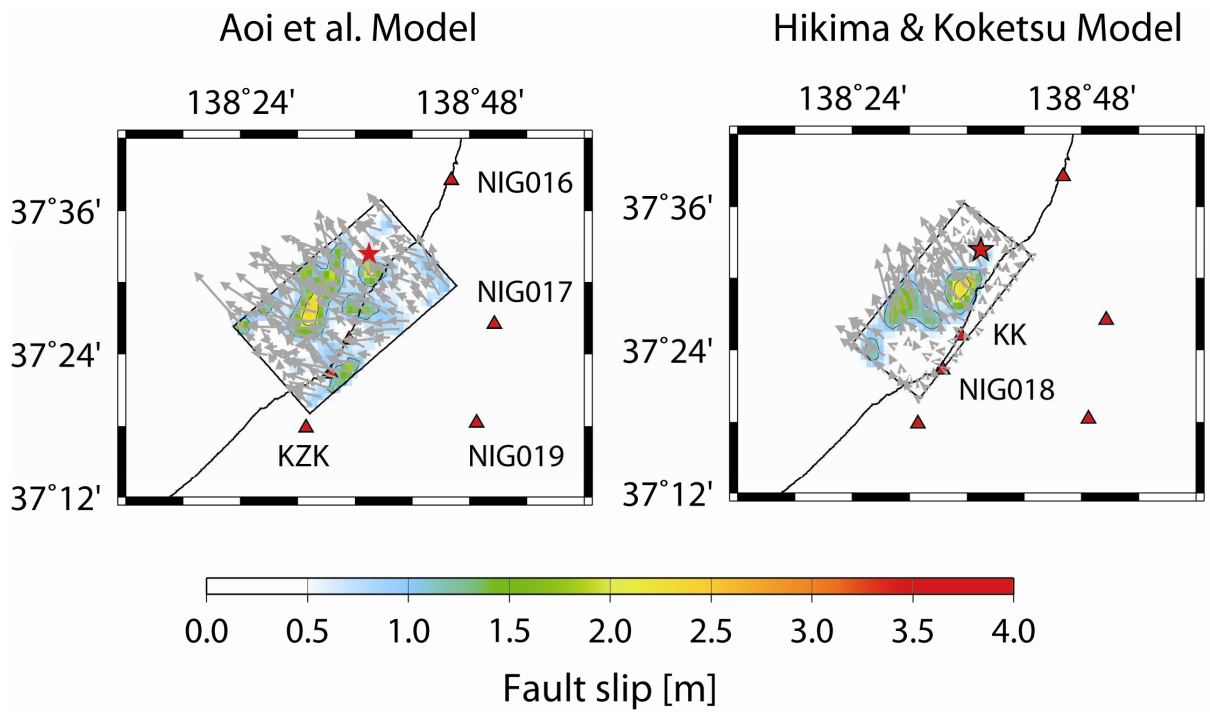 Aoi et al. Model
138˚24' 138˚48'
37˚36'
37˚24'
37˚12'
NIG016
NIG017
KZK
NIG019
Hikima & Koketsu Model
138˚24' 138˚48'
37˚36'
37˚24'
37˚12'
KK
NIG018
0.0 0.5 1.0 1.5 2.0 2.5 3.0 3.5 4.0
Fault slip [m]